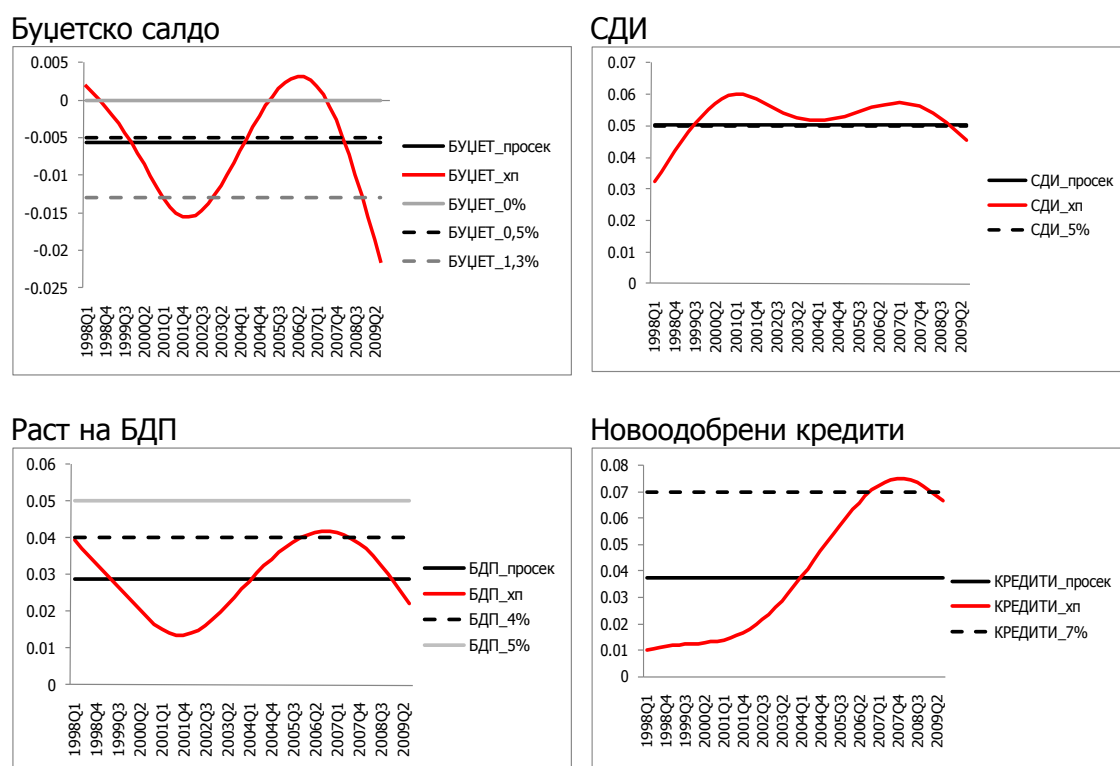 Буџетско салдо
0.005
0
-0.005
-0.01
-0.015
-0.02
-0.025
1998Q1
1998Q4
1999Q3
2000Q2
2001Q1
2001Q4
2002Q3
2003Q2
2004Q1
2004Q4
2005Q3
2006Q2
2007Q1
2007Q4
2008Q3
2009Q2
БУЏЕТ_просек
БУЏЕТ_хп
БУЏЕТ_0%
БУЏЕТ_0,5%
БУЏЕТ_1,3%
СДИ
0.07
0.06
0.05
0.04
0.03
0.02
0.01
0
1998Q1
1998Q4
1999Q3
2000Q2
2001Q1
2001Q4
2002Q3
2003Q2
2004Q1
2004Q4
2005Q3
2006Q2
2007Q1
2007Q4
2008Q3
2009Q2
СДИ_просек
СДИ_хп
СДИ_5%
Раст на БДП
0.06
0.05
0.04
0.03
0.02
0.01
0
1998Q1
1998Q4
1999Q3
2000Q2
2001Q1
2001Q4
2002Q3
2003Q2
2004Q1
2004Q4
2005Q3
2006Q2
2007Q1
2007Q4
2008Q3
2009Q2
БДП_просек
БДП_хп
БДП_4%
БДП_5%
Новоодобрени кредити
0.08
0.07
0.06
0.05
0.04
0.03
0.02
0.01
0
1998Q1
1998Q4
1999Q3
2000Q2
2001Q1
2001Q4
2002Q3
2003Q2
2004Q1
2004Q4
2005Q3
2006Q2
2007Q1
2007Q4
2008Q3
2009Q2
КРЕДИТИ_просек
КРЕДИТИ_хп
КРЕДИТИ_7%